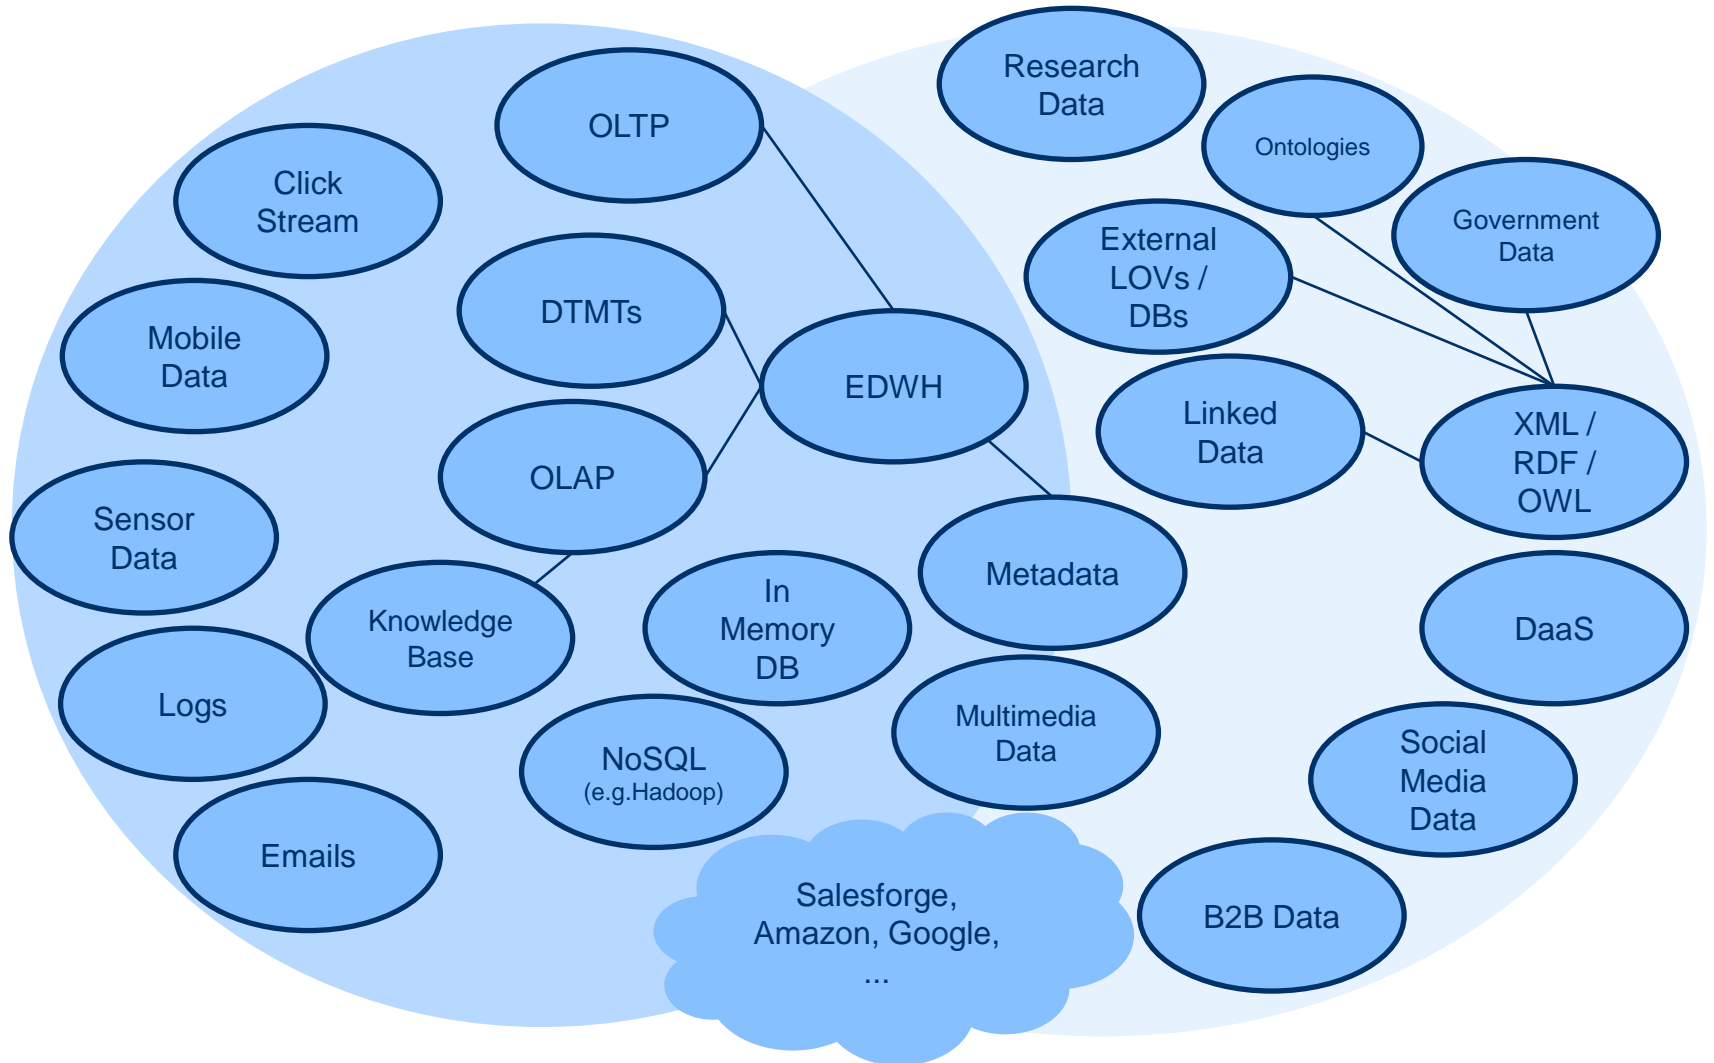 Research
Data
OLTP
Ontologies
Click
Stream
Government
Data
External
LOVs /
DBs
DTMTs
Mobile
Data
EDWH
Linked
Data
XML /
RDF /
OWL
OLAP
Sensor
Data
Metadata
In
Memory
DB
Knowledge
Base
DaaS
Logs
Multimedia
Data
NoSQL
(e.g.Hadoop)
Social
Media
Data
Emails
Salesforge,
Amazon, Google,
...
B2B Data